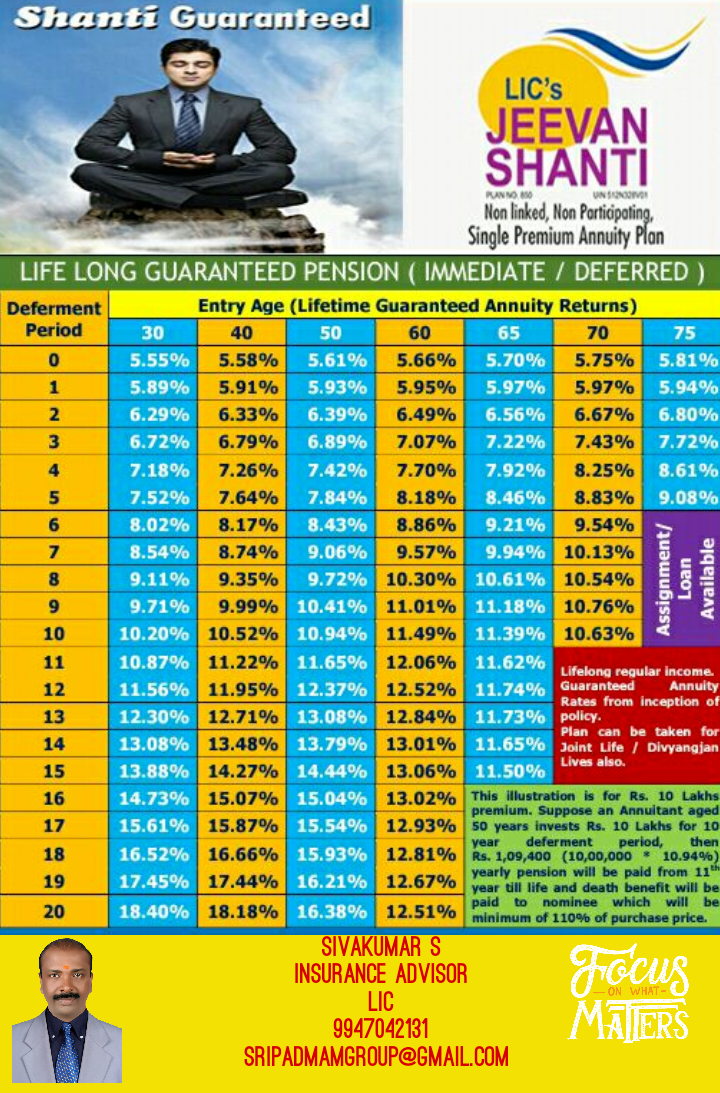 Shanti Guaranteed
LIC's
JEEVAN
SHANTI
PLAN NO. 850 UIN 512N328V01
Non linked, Non Participating,
Single Premium Annuity Plan
LIFE LONG GUARANTEED PENSION ( IMMEDIATE / DEFERRED )
Deferment Period Entry Age (Lifetime Guaranteed Annuity Returns)
30 40 50 60 65 70 75
0 5.55% 5.58% 5.61% 5.66% 5.70% 5.75% 5.81%
1 5.89% 5.91% 5.93% 5.95% 5.97% 5.97% 5.94%
2 6.29% 6.33% 6.39% 6.49% 6.56% 6.67% 6.80%
3 6.72% 6.79% 6.89% 7.07% 7.22% 7.43% 7.72%
4 7.18% 7.26% 7.42% 7.70% 7.92% 8.25% 8.61%
5 7.52% 7.64% 7.84% 8.18% 8.46% 8.83% 9.08%
6 8.02% 8.17% 8.43% 8.86% 9.21% 9.54%
7 8.54% 8.74% 9.06% 9.57% 9.94% 10.13%
8 9.11% 9.35% 9.72% 10.30% 10.61% 10.54%
9 9.71% 9.99% 10.41% 11.01% 11.18% 10.76%
10 10.20% 10.52% 10.94% 11.49% 11.39% 10.63%
Assignment/
Loan
Available
11 10.87% 11.22% 11.65% 12.06% 11.62%
12 11.56% 11.95% 12.37% 12.52% 11.74%
13 12.30% 12.71% 13.08% 12.84% 11.73%
14 13.08% 13.48% 13.79% 13.01% 11.65%
15 13.88% 14.27% 14.44% 13.06% 11.50%
Lifelong regular income.
Guaranteed Annuity
Rates from inception of
policy.
Plan can be taken for
Joint Life / Divyangjan
Lives also.
16 14.73% 15.07% 15.04% 13.02%
17 15.61% 15.87% 15.54% 12.93%
18 16.52% 16.66% 15.93% 12.81%
19 17.45% 17.44% 16.21% 12.67%
20 18.40% 18.18% 16.38% 12.51%
This illustration is for Rs. 10 Lakhs
premium. Suppose an Annuitant aged
50 years invests Rs. 10 Lakhs for 10
year deferment period, then
Rs. 1,09,400 (10,00,000 * 10.94%)
yearly pension will be paid from 11th
year till life and death benefit will be
paid to nominee which will be
minimum of 110% of purchase price.
SIVAKUMAR S
INSURANCE ADVISOR
LIC
9947042131
SRIPADMAMGROUP@GMAIL.COM
Focus
ON WHAT
MATTERS